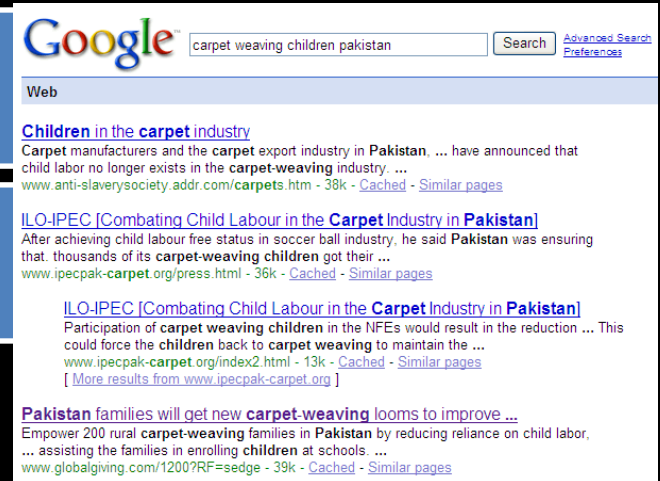 Google™
carpet weaving children pakistan
Search
Advanced Search
Preferences
Web
Children in the carpet industry
Carpet manufacturers and the carpet export industry in Pakistan, ... have announced that
child labor no longer exists in the carpet-weaving industry. ...
www.anti-slaverysociety.addr.com/carpets.htm - 38k - Cached - Similar pages
ILO-IPEC [Combating Child Labour in the Carpet Industry in Pakistan]
After achieving child labour free status in soccer ball industry, he said Pakistan was ensuring
that. thousands of its carpet-weaving children got their ...
www.ipecpak-carpet.org/press.html - 36k - Cached - Similar pages
ILO-IPEC [Combating Child Labour in the Carpet Industry in Pakistan]
Participation of carpet weaving children in the NFEs would result in the reduction ... This
could force the children back to carpet weaving to maintain the ...
www.ipecpak-carpet.org/index2.html - 13k - Cached - Similar pages
[ More results from www.ipecpak-carpet.org ]
Pakistan families will get new carpet-weaving looms to improve ...
Empower 200 rural carpet-weaving families in Pakistan by reducing reliance on child labor,
... assisting the families in enrolling children at schools. ...
www.globalgiving.com/1200?RF=sedge - 39k - Cached - Similar pages